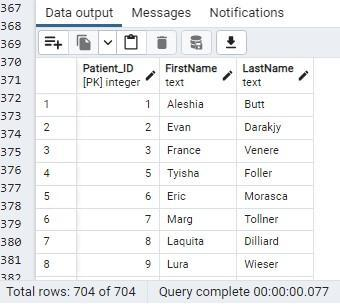 367
368
369
370
371
372
373
374
375
376
377
378
379
380
381
382
Data output Messages Notifications
Patient_ID FirstName LastName
[PK] integer text text
1 1 Aleshia Butt
2 2 Evan Darakjy
3 3 France Venere
4 5 Tyisha Foller
5 6 Eric Morasca
6 7 Marg Tollner
7 8 Laquita Dilliard
8 9 Lura Wieser
Total rows: 704 of 704 Query complete 00:00:00.077